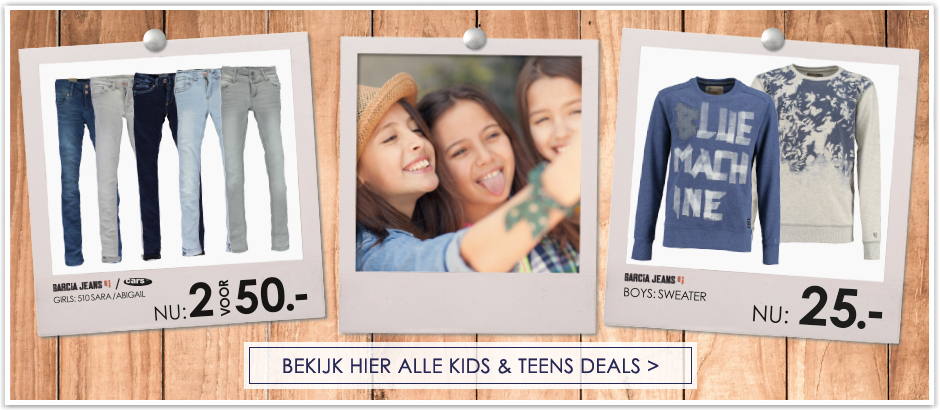 GARCIA JEANS / cars
GIRLS: 510 SARA / ABIGAIL
NU: 2 VOOR 50.-
BLUE
MACH
INE
GARCIA JEANS
BOYS: SWEATER
NU: 25.-
BEKIJK HIER ALLE KIDS & TEENS DEALS >